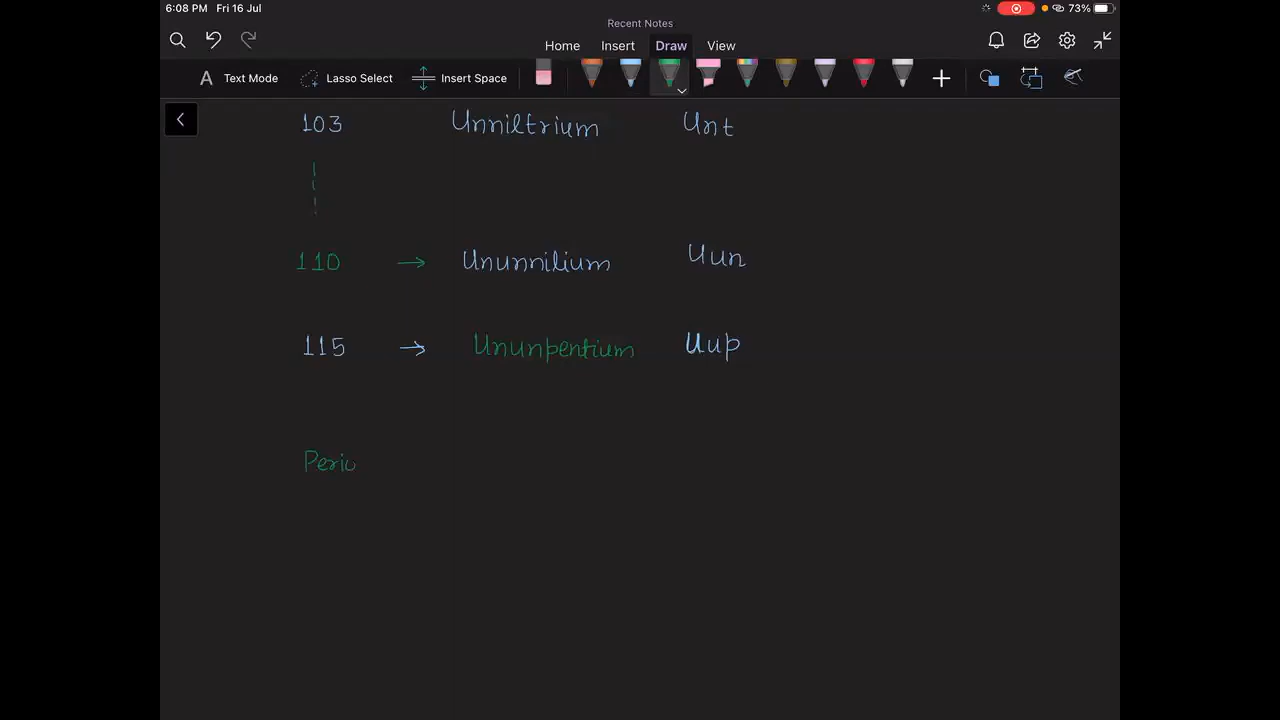 6:08 PM Fri 16 Jul 73%
Recent Notes
Home Insert Draw View
A Text Mode Lasso Select Insert Space
103 Unniltrium Unt
110 → Ununnilium Uun
115 → Ununpentium Uup
Perio